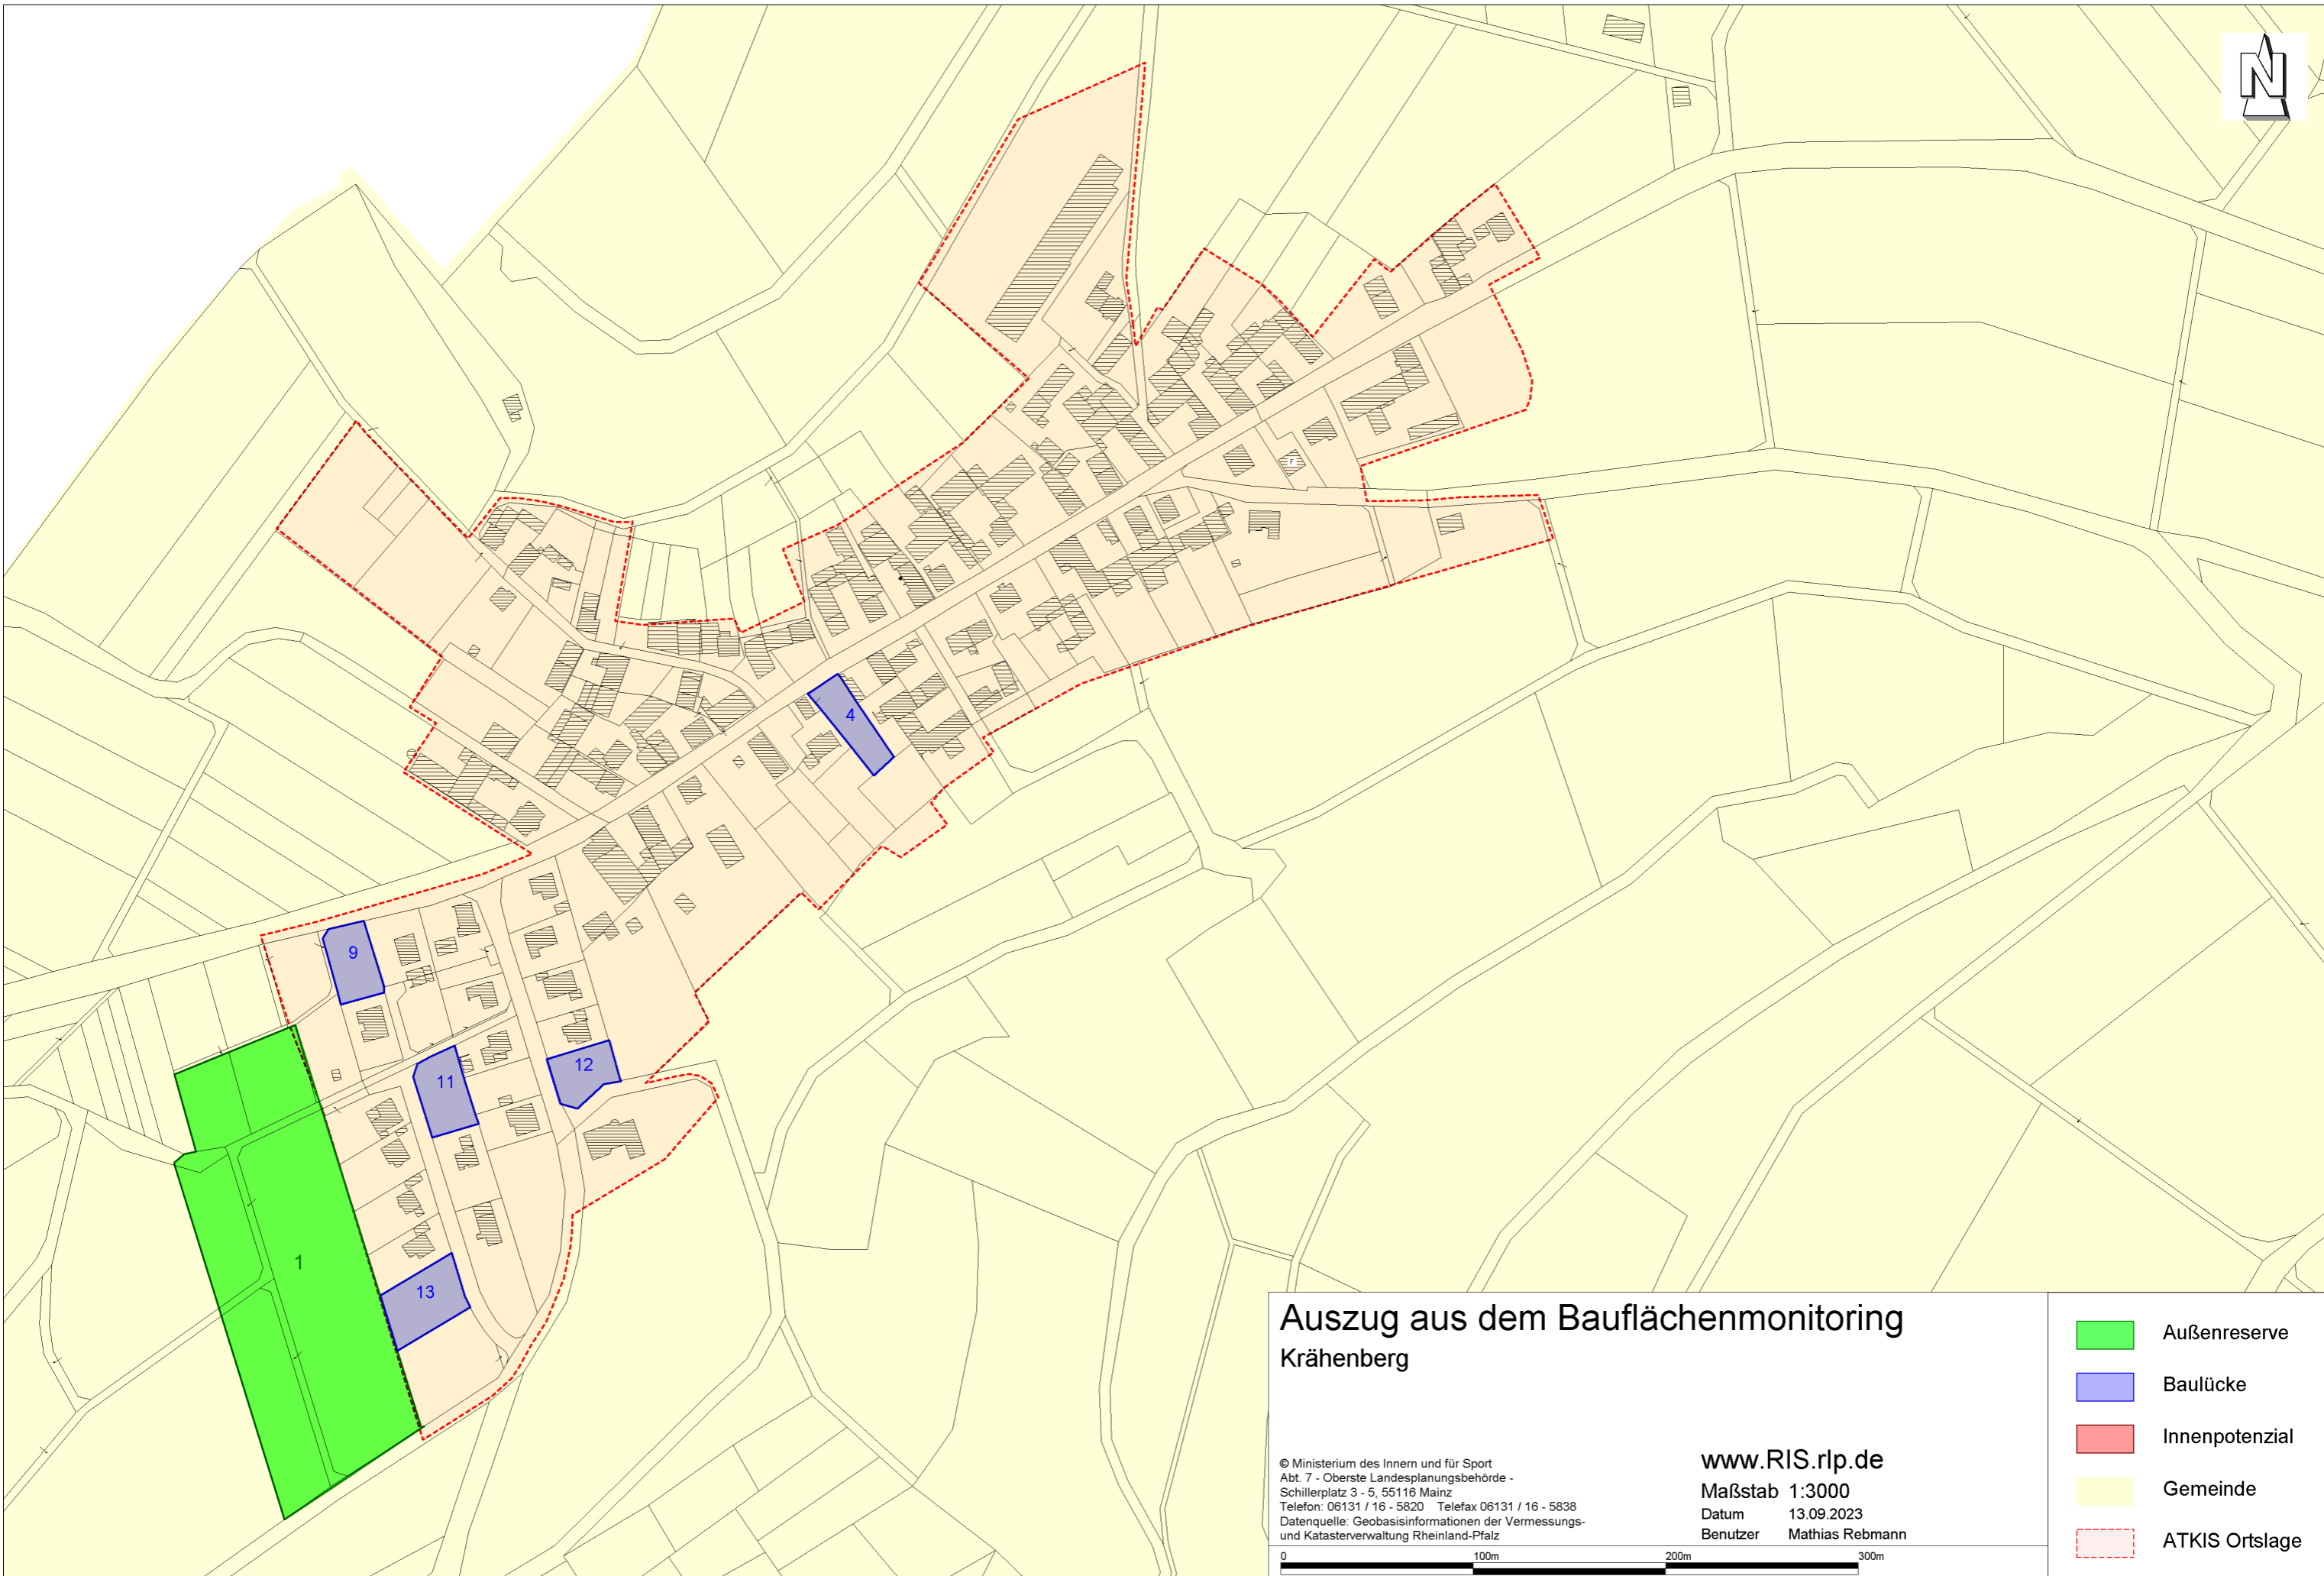 N
F
4
9
12
11
1
13
Auszug aus dem Bauflächenmonitoring
Krähenberg
© Ministerium des Innern und für Sport
Abt. 7 - Oberste Landesplanungsbehörde -
Schillerplatz 3 - 5, 55116 Mainz
Telefon: 06131 / 16 - 5820 Telefax 06131 / 16 - 5838
Datenquelle: Geobasisinformationen der Vermessungs-
und Katasterverwaltung Rheinland-Pfalz
www.RIS.rlp.de
Maßstab 1:3000
Datum 13.09.2023
Benutzer Mathias Rebmann
0 100m 200m 300m
Außenreserve
Baulücke
Innenpotenzial
Gemeinde
ATKIS Ortslage